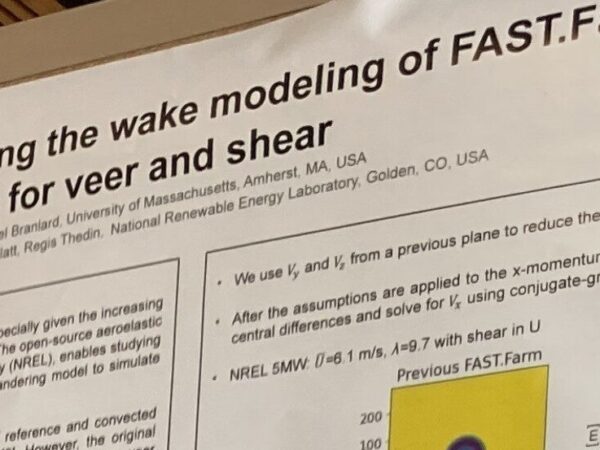 ng the wake modeling of FAST.F
for veer and shear
el Branlard, University of Massachusetts, Amherst, MA, USA
latt, Regis Thedin, National Renewable Energy Laboratory, Golden, CO, USA
pecially given the increasing
he open-source aeroelastic
y (NREL), enables studying
andering model to simulate
reference and convected
However, the original
• We use Vy and Vz from a previous plane to reduce the
• After the assumptions are applied to the x-momentu
central differences and solve for Vx using conjugate-gr
• NREL 5MW: Ū=6.1 m/s, λ=9.7 with shear in U
Previous FAST.Farm
200
100
E